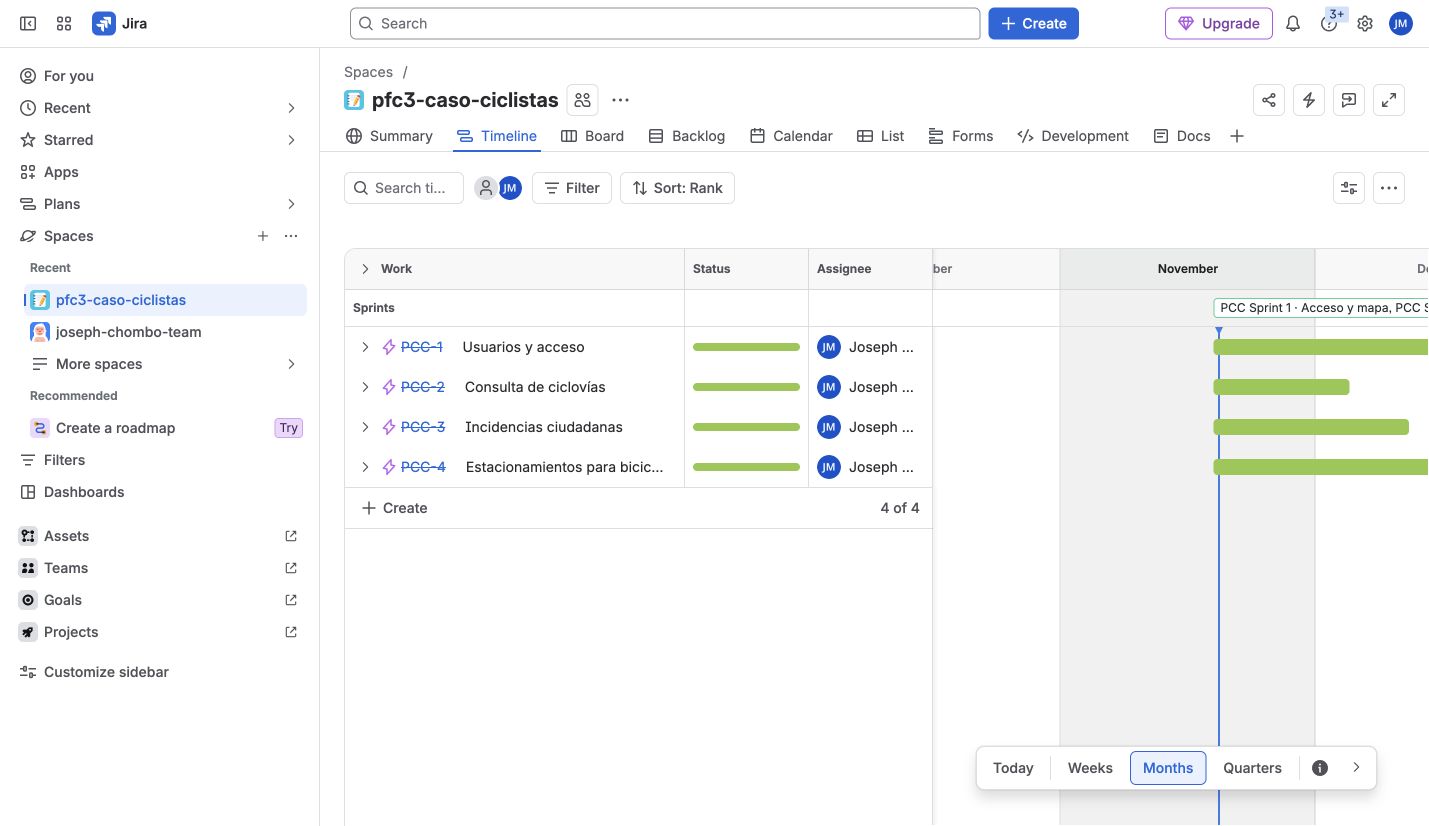 Jira
Search
Create
Upgrade
3+
JM
For you
Recent
Starred
Apps
Plans
Spaces
Recent
pfc3-caso-ciclistas
joseph-chombo-team
More spaces
Recommended
Create a roadmap
Try
Filters
Dashboards
Assets
Teams
Goals
Projects
Customize sidebar
Spaces /
pfc3-caso-ciclistas
Summary
Timeline
Board
Backlog
Calendar
List
Forms
Development
Docs
Search ti...
JM
Filter
Sort: Rank
Work Status Assignee ber November De
Sprints
PCC Sprint 1 · Acceso y mapa, PCC S
PCC-1 Usuarios y acceso JM Joseph ...
PCC-2 Consulta de ciclovías JM Joseph ...
PCC-3 Incidencias ciudadanas JM Joseph ...
PCC-4 Estacionamientos para bicic... JM Joseph ...
Create 4 of 4
Today Weeks Months Quarters